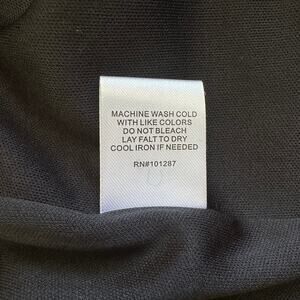 MACHINE WASH COLD
WITH LIKE COLORS
DO NOT BLEACH
LAY FALT TO DRY
COOL IRON IF NEEDED
RN#101287